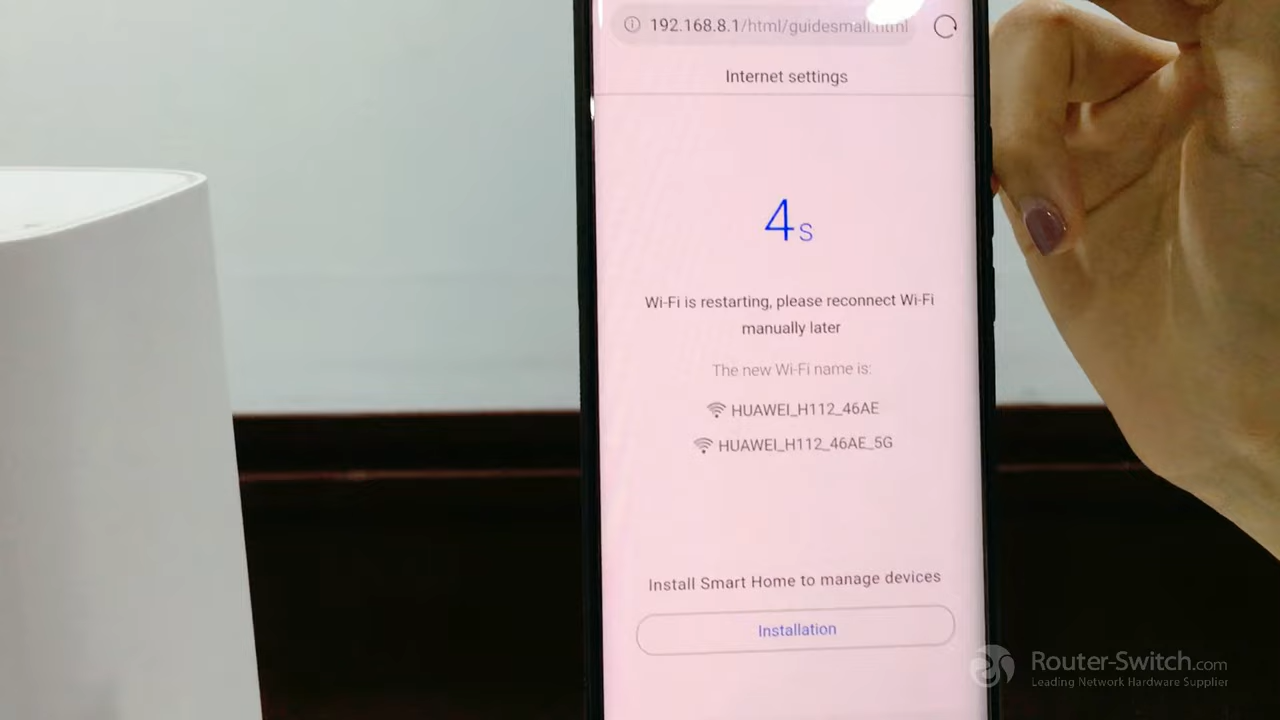 192.168.8.1/html/guidesmall.html
Internet settings
4s
Wi-Fi is restarting, please reconnect Wi-Fi
manually later
The new Wi-Fi name is:
HUAWEI_H112_46AE
HUAWEI_H112_46AE_5G
Install Smart Home to manage devices
Installation
Router-Switch.com
Leading Network Hardware Supplier